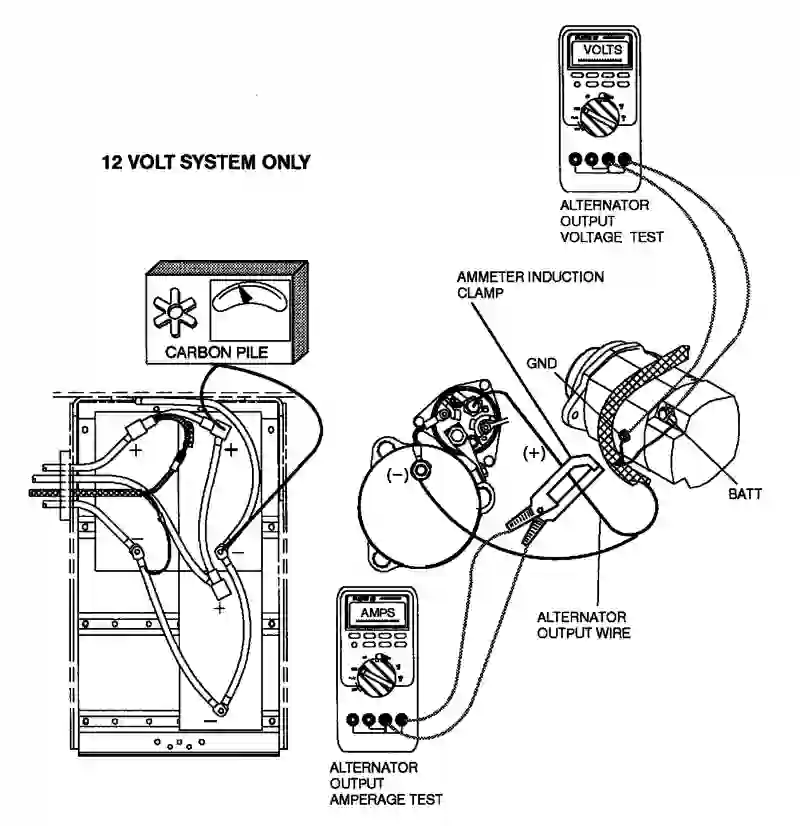 VOLTS
12 VOLT SYSTEM ONLY
ALTERNATOR
OUTPUT
VOLTAGE TEST
AMMETER INDUCTION
CLAMP
CARBON PILE
GND
+
+
(+)
(−)
BATT
−
−
+
AMPS
ALTERNATOR
OUTPUT WIRE
−
ALTERNATOR
OUTPUT
AMPERAGE TEST